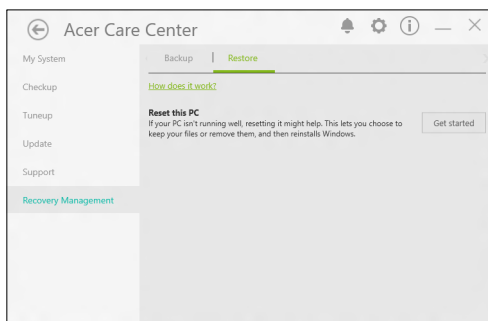 Acer Care Center
My System
Backup | Restore
Checkup
How does it work?
Tuneup
Reset this PC
If your PC isn't running well, resetting it might help. This lets you choose to
keep your files or remove them, and then reinstalls Windows.
Get started
Update
Support
Recovery Management